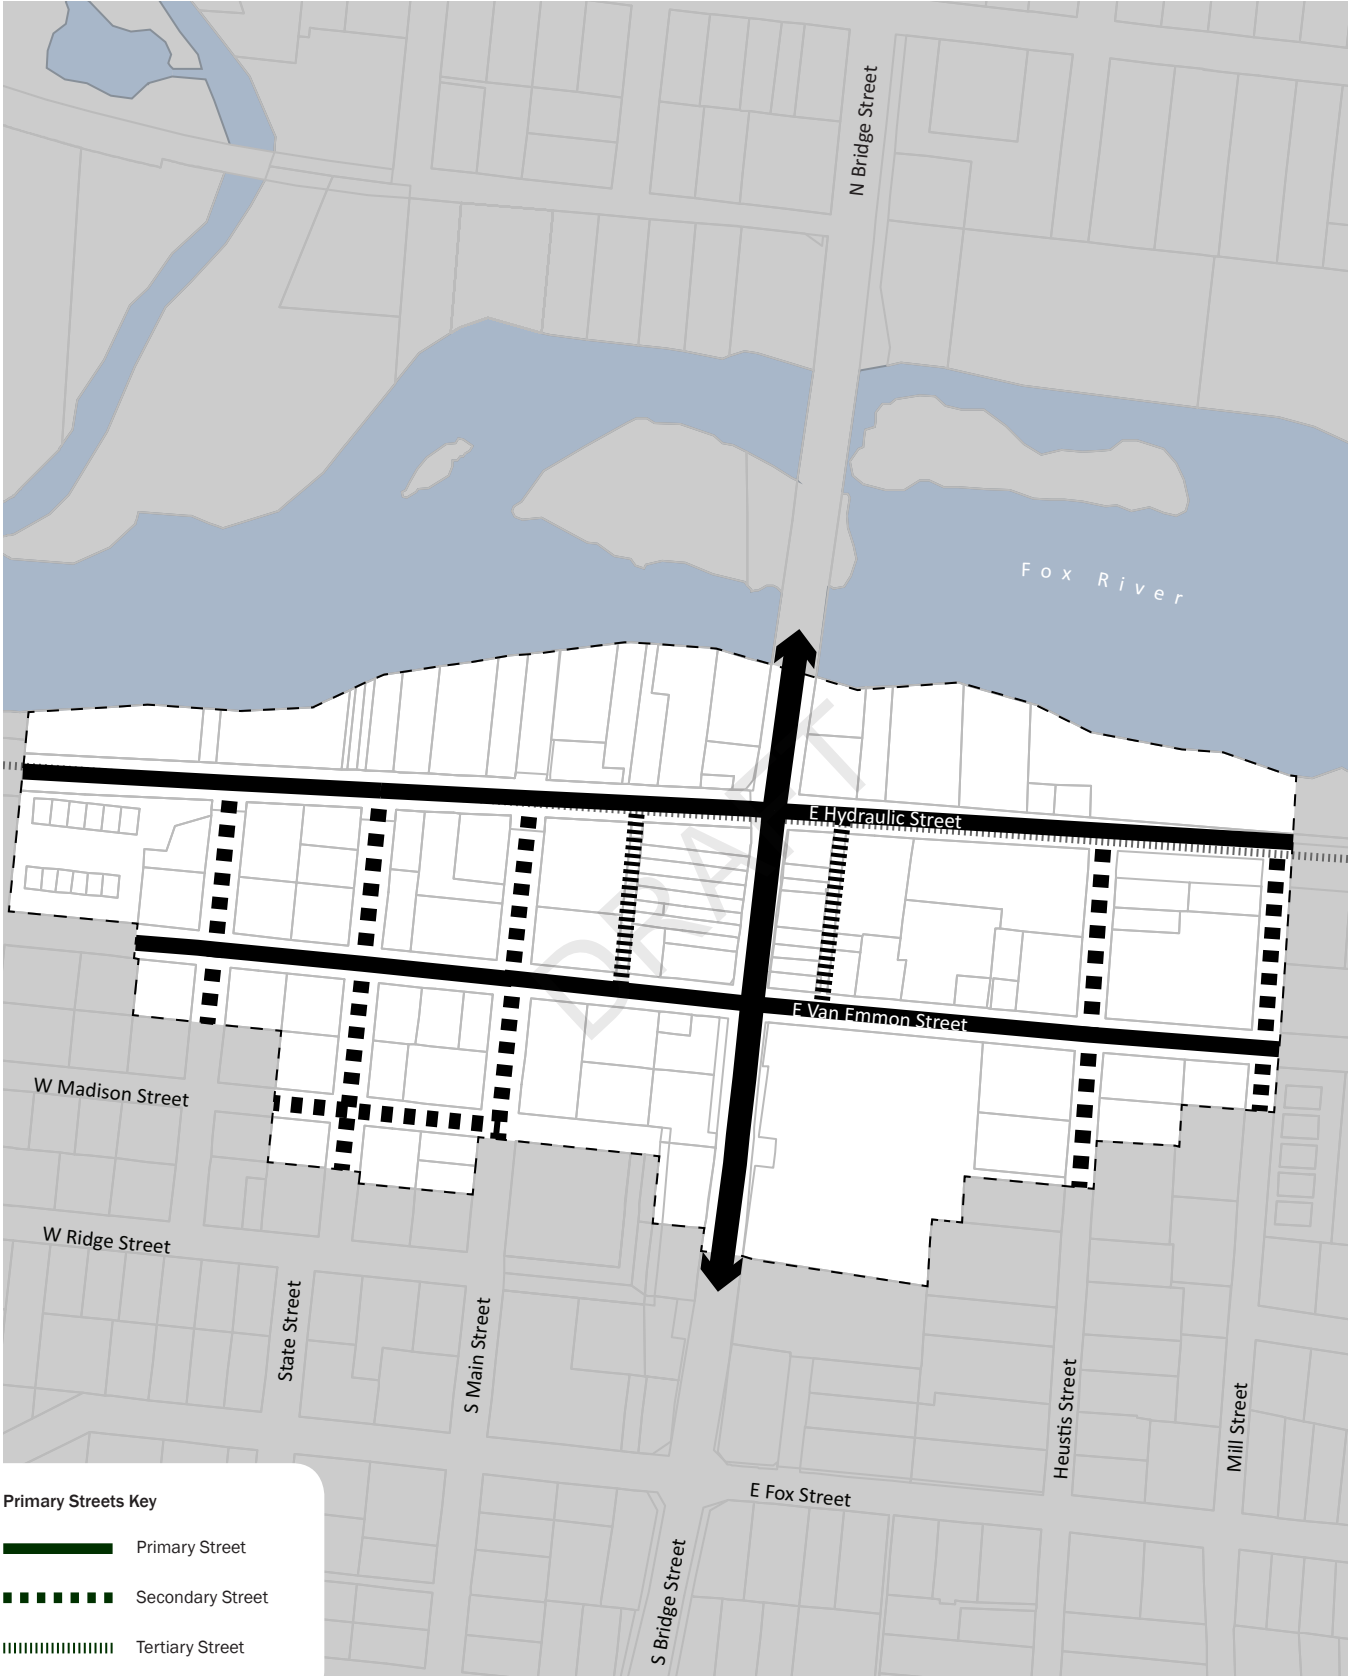 N Bridge Street
Fox River
DRAFT
E Hydraulic Street
E Van Emmon Street
W Madison Street
W Ridge Street
State Street
S Main Street
Heustis Street
Mill Street
E Fox Street
S Bridge Street
Primary Streets Key
Primary Street
Secondary Street
Tertiary Street